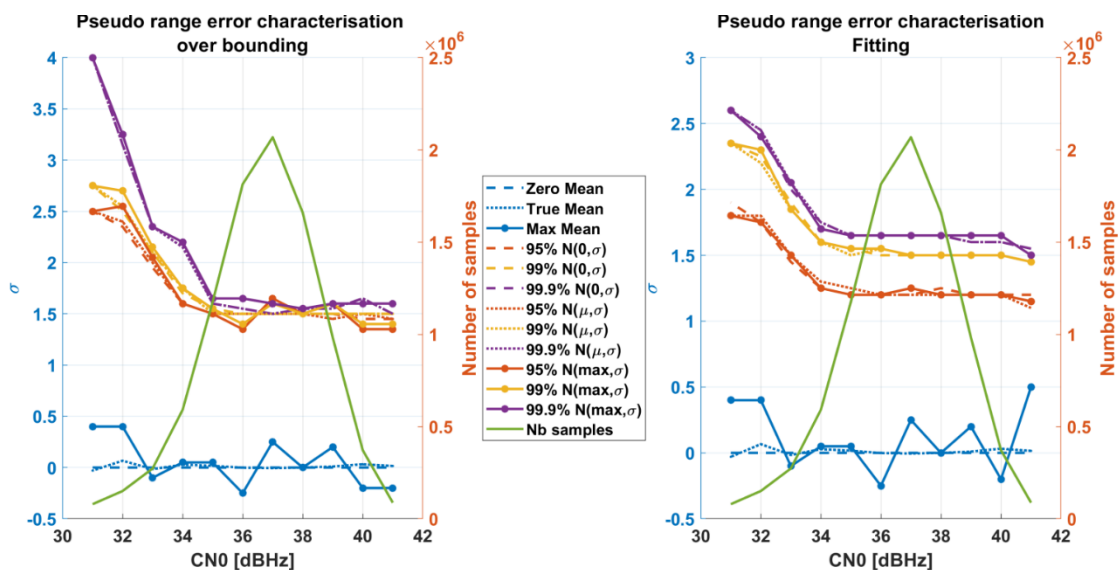 Pseudo range error characterisation
over bounding
×10⁶
4
3.5
3
2.5
2
1.5
1
0.5
0
-0.5
σ
2.5
2
1.5
1
0.5
0
Number of samples
30
32
34
36
38
40
42
CN0 [dBHz]
Zero Mean
True Mean
Max Mean
95% N(0,σ)
99% N(0,σ)
99.9% N(0,σ)
95% N(μ,σ)
99% N(μ,σ)
99.9% N(μ,σ)
95% N(max,σ)
99% N(max,σ)
99.9% N(max,σ)
Nb samples
Pseudo range error characterisation
Fitting
×10⁶
3
2.5
2
1.5
1
0.5
0
-0.5
σ
2.5
2
1.5
1
0.5
0
Number of samples
30
32
34
36
38
40
42
CN0 [dBHz]